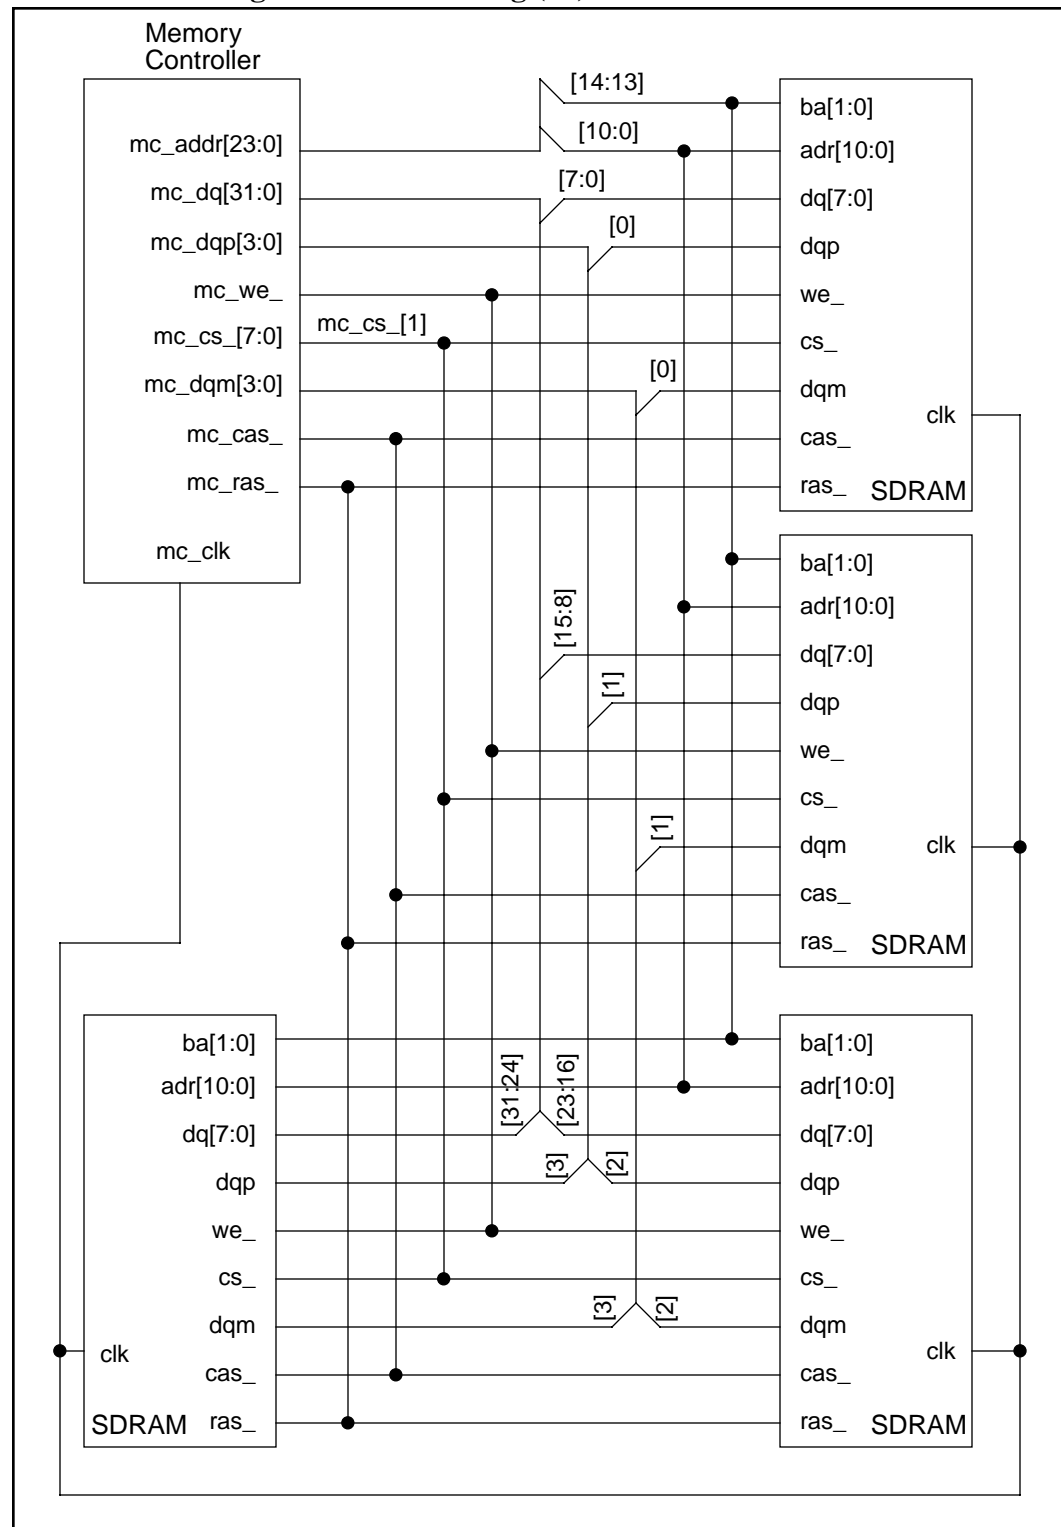 Memory
Controller
mc_addr[23:0]
mc_dq[31:0]
mc_dqp[3:0]
mc_we_
mc_cs_[7:0]
mc_dqm[3:0]
mc_cas_
mc_ras_
mc_clk
mc_cs_[1]
[14:13]
[10:0]
[7:0]
[0]
[0]
ba[1:0]
adr[10:0]
dq[7:0]
dqp
we_
cs_
dqm
clk
cas_
ras_ SDRAM
[15:8]
[1]
[1]
ba[1:0]
adr[10:0]
dq[7:0]
dqp
we_
cs_
dqm clk
cas_
ras_ SDRAM
ba[1:0]
adr[10:0]
dq[7:0]
dqp
we_
cs_
dqm
clk
cas_
SDRAM ras_
[31:24]
[23:16]
[3]
[2]
[3]
[2]
ba[1:0]
adr[10:0]
dq[7:0]
dqp
we_
cs_
dqm
clk
cas_
ras_ SDRAM